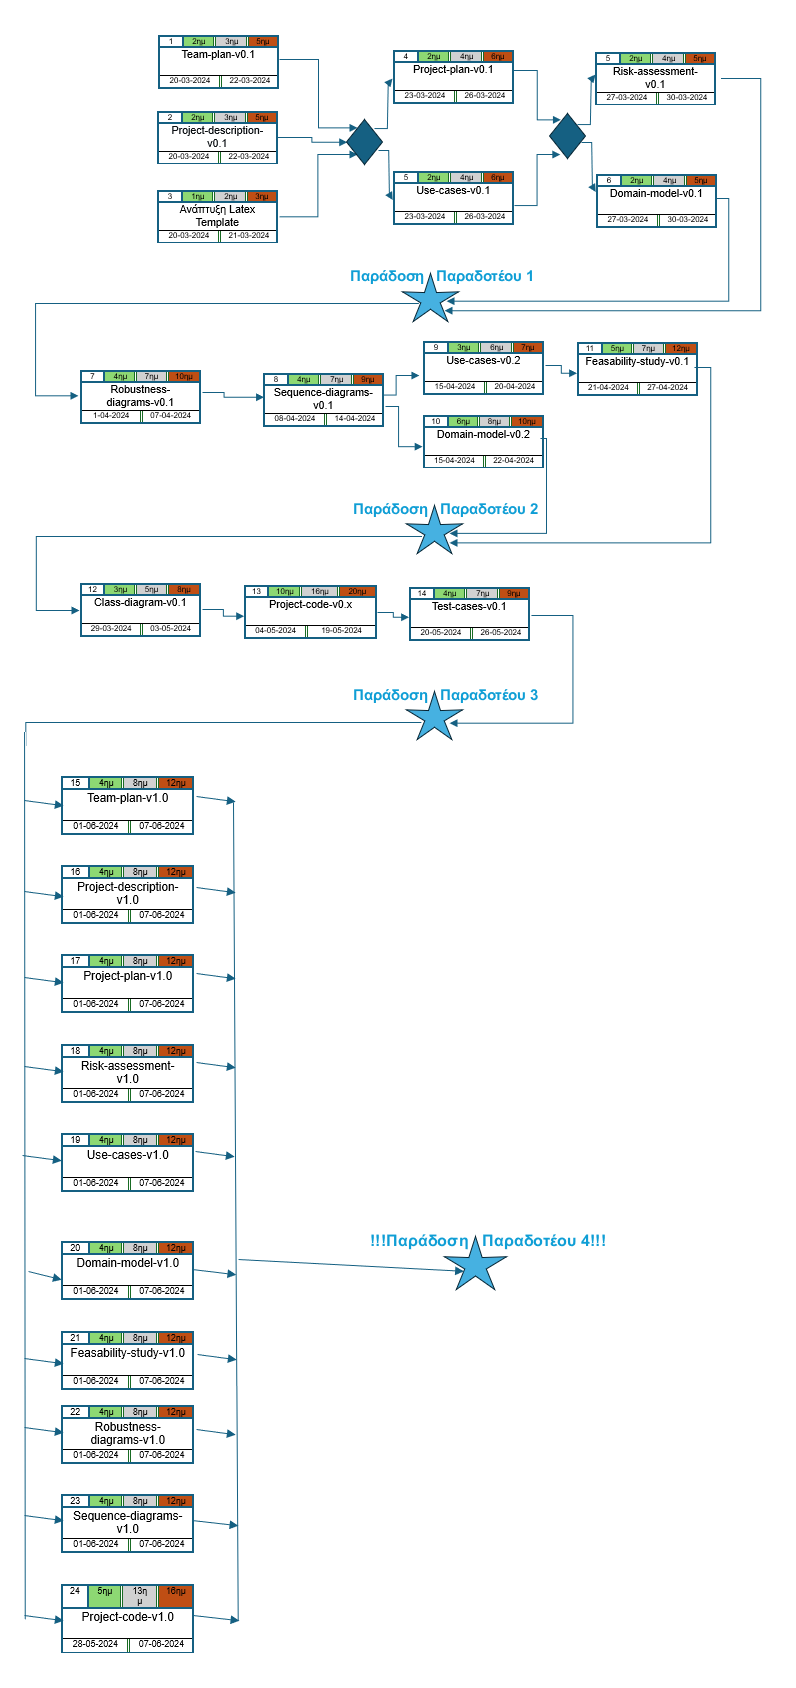 1 2ημ 3ημ 5ημ
Team-plan-v0.1
20-03-2024 22-03-2024
2 2ημ 3ημ 5ημ
Project-description-
v0.1
20-03-2024 22-03-2024
3 1ημ 2ημ 3ημ
Ανάπτυξη Latex
Template
20-03-2024 21-03-2024
4 2ημ 4ημ 6ημ
Project-plan-v0.1
23-03-2024 26-03-2024
5 2ημ 4ημ 6ημ
Use-cases-v0.1
23-03-2024 26-03-2024
5 2ημ 4ημ 5ημ
Risk-assessment-
v0.1
27-03-2024 30-03-2024
6 2ημ 4ημ 5ημ
Domain-model-v0.1
27-03-2024 30-03-2024
Παράδοση Παραδοτέου 1
7 4ημ 7ημ 10ημ
Robustness-
diagrams-v0.1
1-04-2024 07-04-2024
8 4ημ 7ημ 9ημ
Sequence-diagrams-
v0.1
08-04-2024 14-04-2024
9 3ημ 6ημ 7ημ
Use-cases-v0.2
15-04-2024 20-04-2024
10 6ημ 8ημ 10ημ
Domain-model-v0.2
15-04-2024 22-04-2024
11 5ημ 7ημ 12ημ
Feasability-study-v0.1
21-04-2024 27-04-2024
Παράδοση Παραδοτέου 2
12 3ημ 5ημ 8ημ
Class-diagram-v0.1
29-03-2024 03-05-2024
13 10ημ 16ημ 20ημ
Project-code-v0.x
04-05-2024 19-05-2024
14 4ημ 7ημ 9ημ
Test-cases-v0.1
20-05-2024 26-05-2024
Παράδοση Παραδοτέου 3
15 4ημ 8ημ 12ημ
Team-plan-v1.0
01-06-2024 07-06-2024
16 4ημ 8ημ 12ημ
Project-description-
v1.0
01-06-2024 07-06-2024
17 4ημ 8ημ 12ημ
Project-plan-v1.0
01-06-2024 07-06-2024
18 4ημ 8ημ 12ημ
Risk-assessment-
v1.0
01-06-2024 07-06-2024
19 4ημ 8ημ 12ημ
Use-cases-v1.0
01-06-2024 07-06-2024
20 4ημ 8ημ 12ημ
Domain-model-v1.0
01-06-2024 07-06-2024
!!!Παράδοση Παραδοτέου 4!!!
21 4ημ 8ημ 12ημ
Feasability-study-v1.0
01-06-2024 07-06-2024
22 4ημ 8ημ 12ημ
Robustness-
diagrams-v1.0
01-06-2024 07-06-2024
23 4ημ 8ημ 12ημ
Sequence-diagrams-
v1.0
01-06-2024 07-06-2024
24 5ημ 13η 16ημ
μ
Project-code-v1.0
28-05-2024 07-06-2024